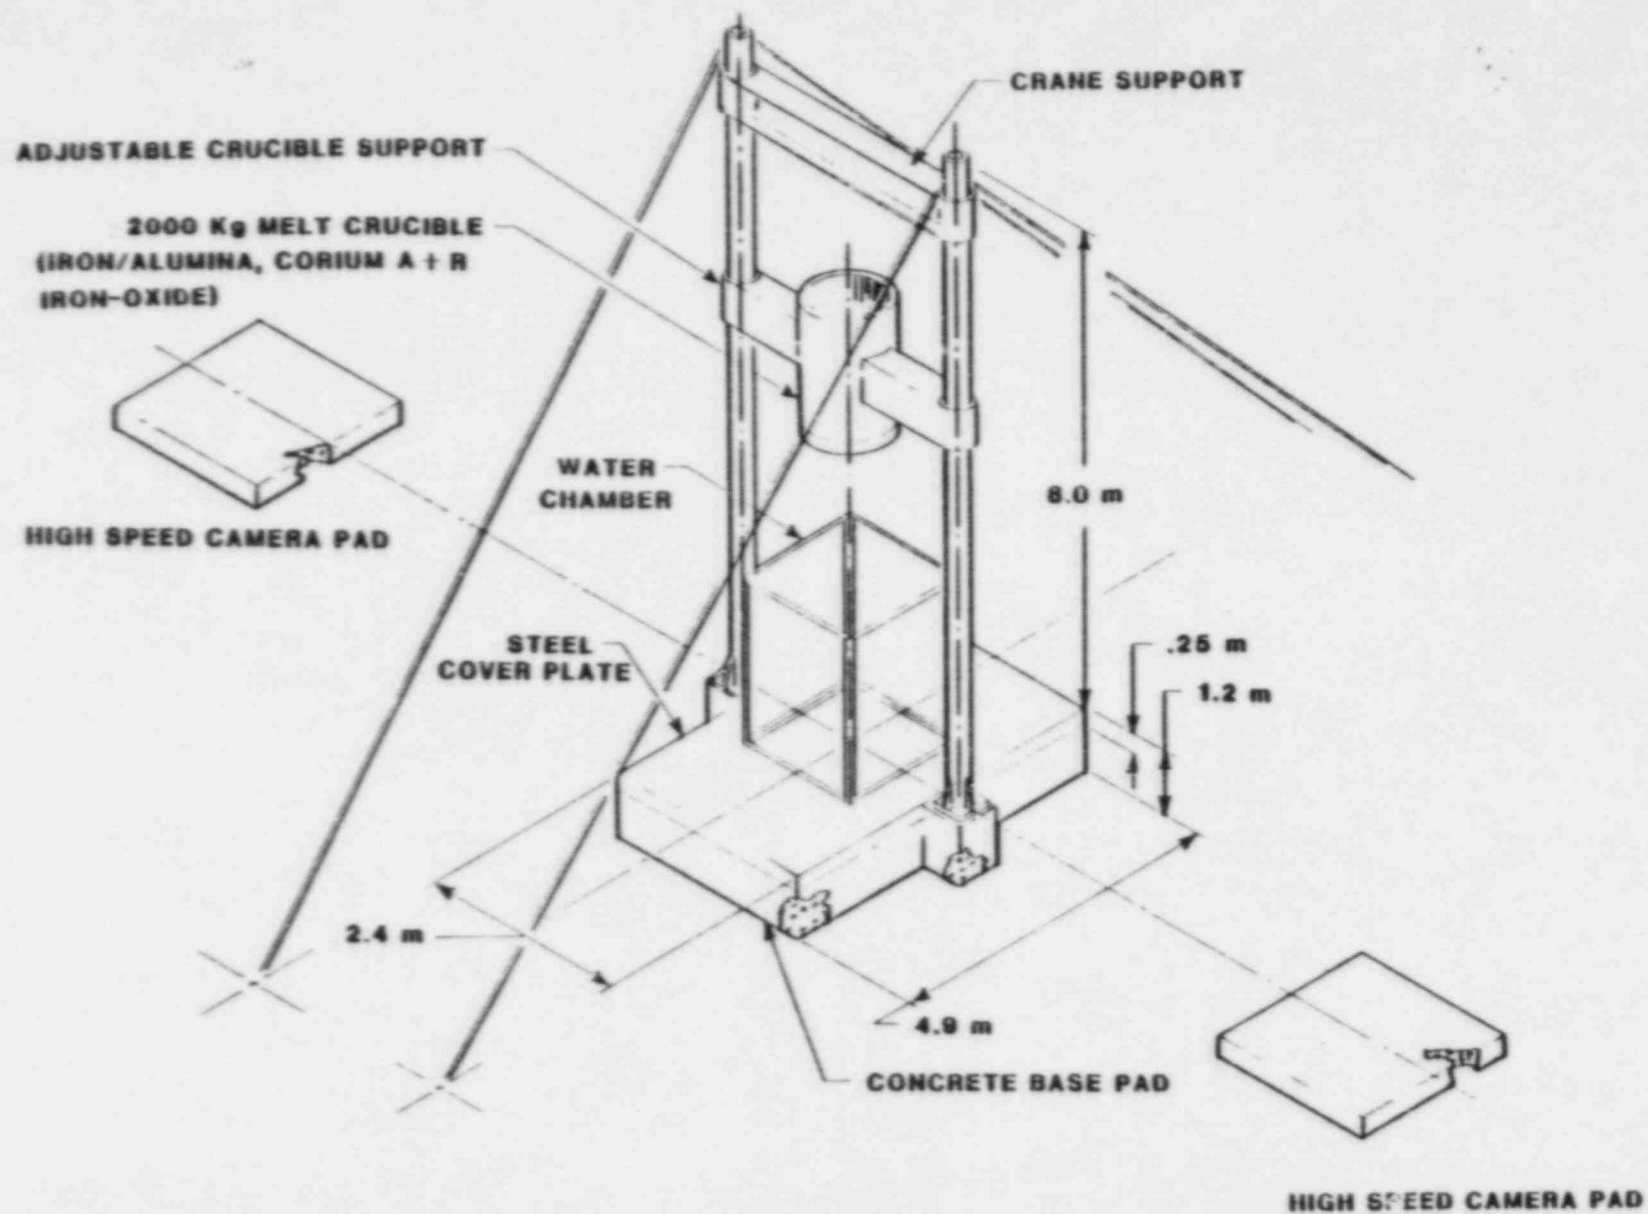 CRANE SUPPORT
ADJUSTABLE CRUCIBLE SUPPORT
2000 Kg MELT CRUCIBLE
(IRON/ALUMINA, CORIUM A + R
IRON-OXIDE)
HIGH SPEED CAMERA PAD
WATER
CHAMBER
8.0 m
STEEL
COVER PLATE
.25 m
1.2 m
2.4 m
4.9 m
CONCRETE BASE PAD
HIGH SPEED CAMERA PAD